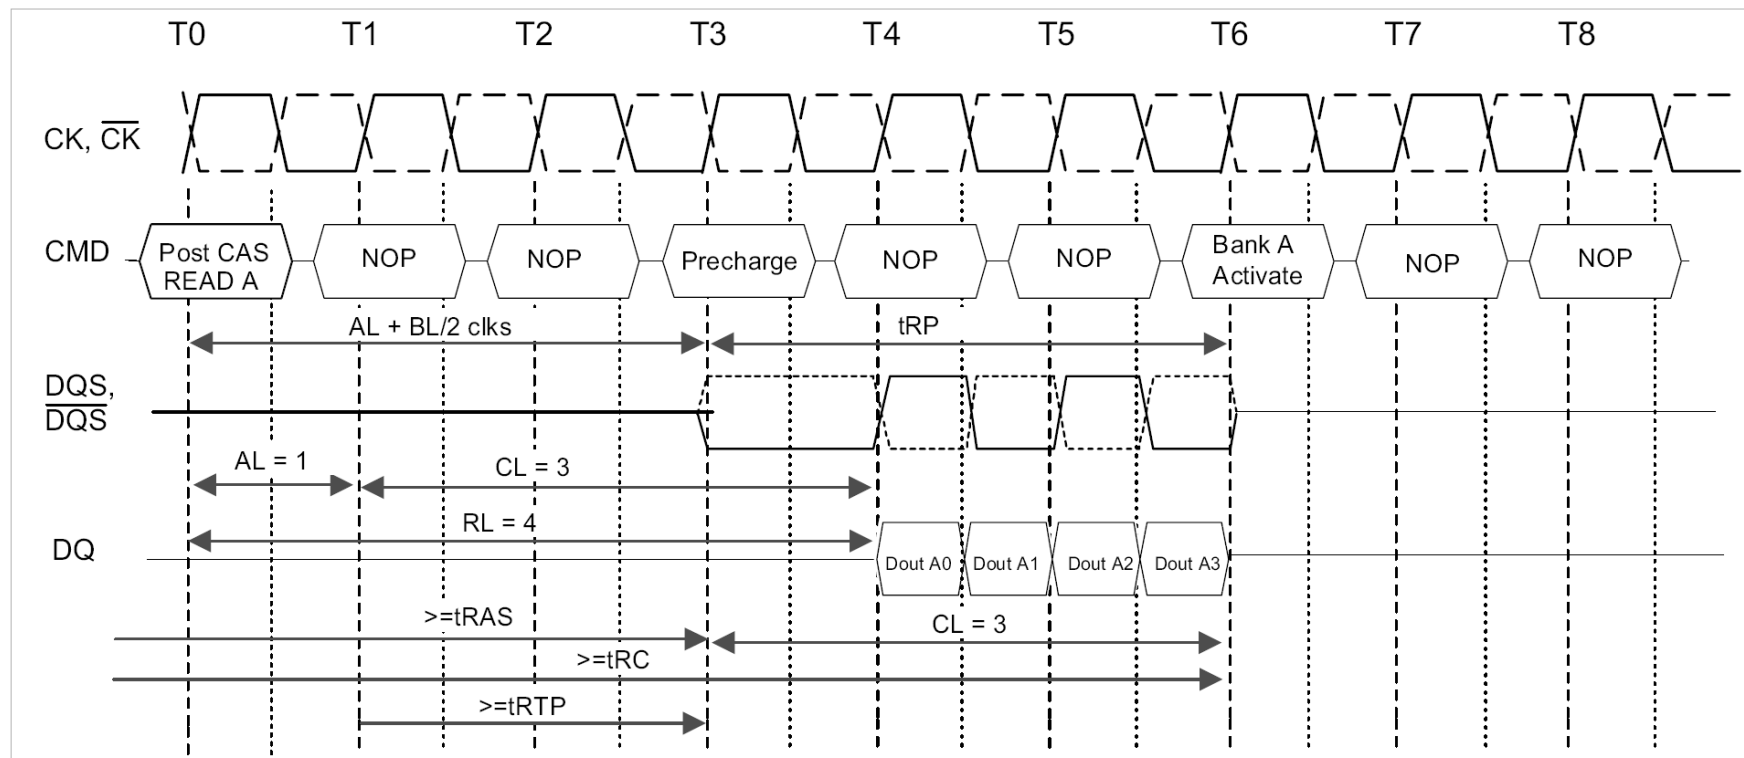 T0 T1 T2 T3 T4 T5 T6 T7 T8
CK, CK
CMD
Post CAS
READ A
NOP
NOP
Precharge
NOP
NOP
Bank A
Activate
NOP
NOP
AL + BL/2 clks
tRP
DQS,
DQS
AL = 1
CL = 3
RL = 4
DQ
Dout A0
Dout A1
Dout A2
Dout A3
>=tRAS
CL = 3
>=tRC
>=tRTP